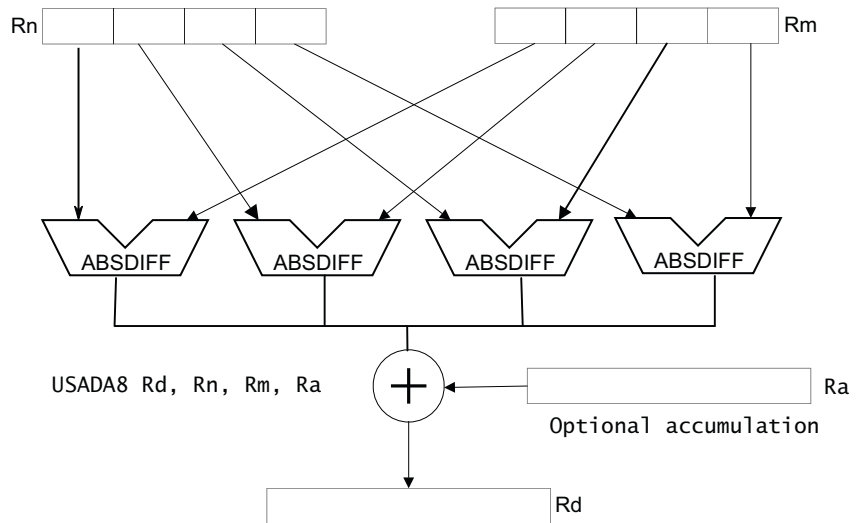 Rn
Rm
ABSDIFF
ABSDIFF
ABSDIFF
ABSDIFF
USADA8 Rd, Rn, Rm, Ra
+
Ra
Optional accumulation
Rd